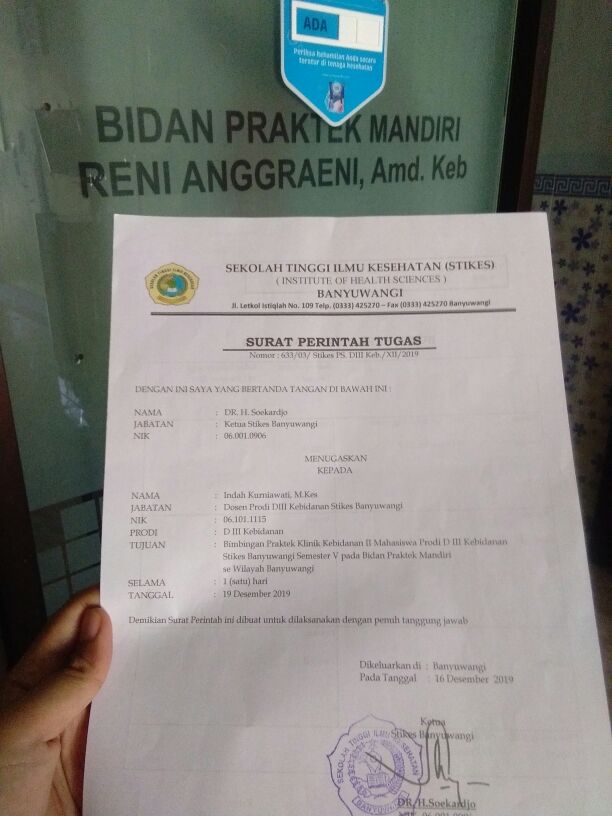 ADA
Periksa kehamilan Anda secara
teratur di tenaga kesehatan
BIDAN PRAKTEK MANDIRI
RENI ANGGRAENI, Amd. Keb
SEKOLAH TINGGI ILMU KESEHATAN (STIKES)
( INSTITUTE OF HEALTH SCIENCES )
BANYUWANGI
Jl. Letkol Istiqlah No. 109 Telp. (0333) 425270 – Fax (0333) 425270 Banyuwangi
SURAT PERINTAH TUGAS
Nomor : 633/03/ Stikes PS. DIII Keb./XII/2019
DENGAN INI SAYA YANG BERTANDA TANGAN DI BAWAH INI :
NAMA : DR. H. Soekardjo
JABATAN : Ketua Stikes Banyuwangi
NIK : 06.001.0906
MENUGASKAN
KEPADA
NAMA : Indah Kurniawati, M.Kes
JABATAN : Dosen Prodi DIII Kebidanan Stikes Banyuwangi
NIK : 06.101.1115
PRODI : D III Kebidanan
TUJUAN : Bimbingan Praktek Klinik Kebidanan II Mahasiswa Prodi D III Kebidanan
Stikes Banyuwangi Semester V pada Bidan Praktek Mandiri
se Wilayah Banyuwangi
SELAMA : 1 (satu) hari
TANGGAL : 19 Desember 2019
Demikian Surat Perintah ini dibuat untuk dilaksanakan dengan penuh tanggung jawab
Dikeluarkan di : Banyuwangi
Pada Tanggal : 16 Desember 2019
Ketua
Stikes Banyuwangi
SEKOLAH TINGGI ILMU KESEHATAN
BANYUWANGI
DR. H.Soekardjo
NIK. 06.001.0906